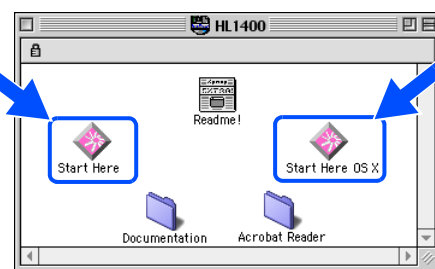 HL1400
Readme!
Start Here
Start Here OS X
Documentation
Acrobat Reader